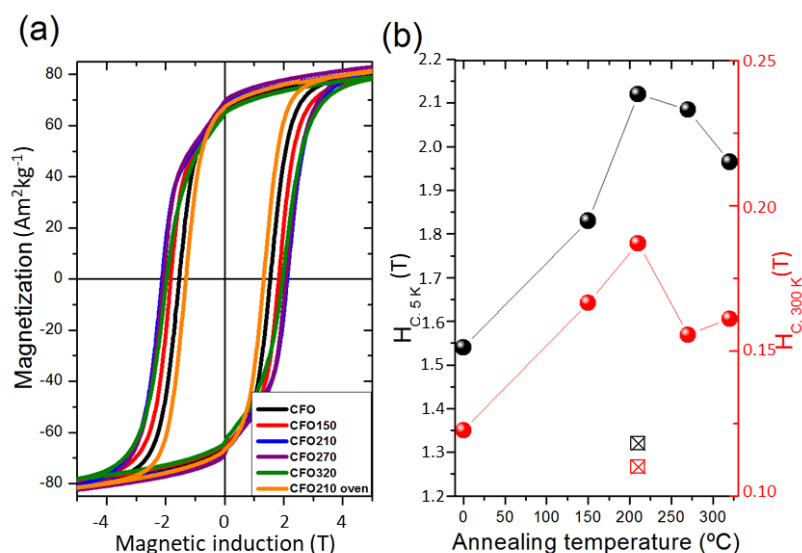 (a)
Magnetization (Am²kg⁻¹)
80
60
40
20
0
-20
-40
-60
-80
CFO
CFO150
CFO210
CFO270
CFO320
CFO210 oven
-4
-2
0
2
4
Magnetic induction (T)
(b)
H_C, 5 K (T)
2.2
2.1
2.0
1.9
1.8
1.7
1.6
1.5
1.4
1.3
1.2
0
50
100
150
200
250
300
Annealing temperature (ºC)
0.25
0.20
0.15
0.10
H_C, 300 K (T)